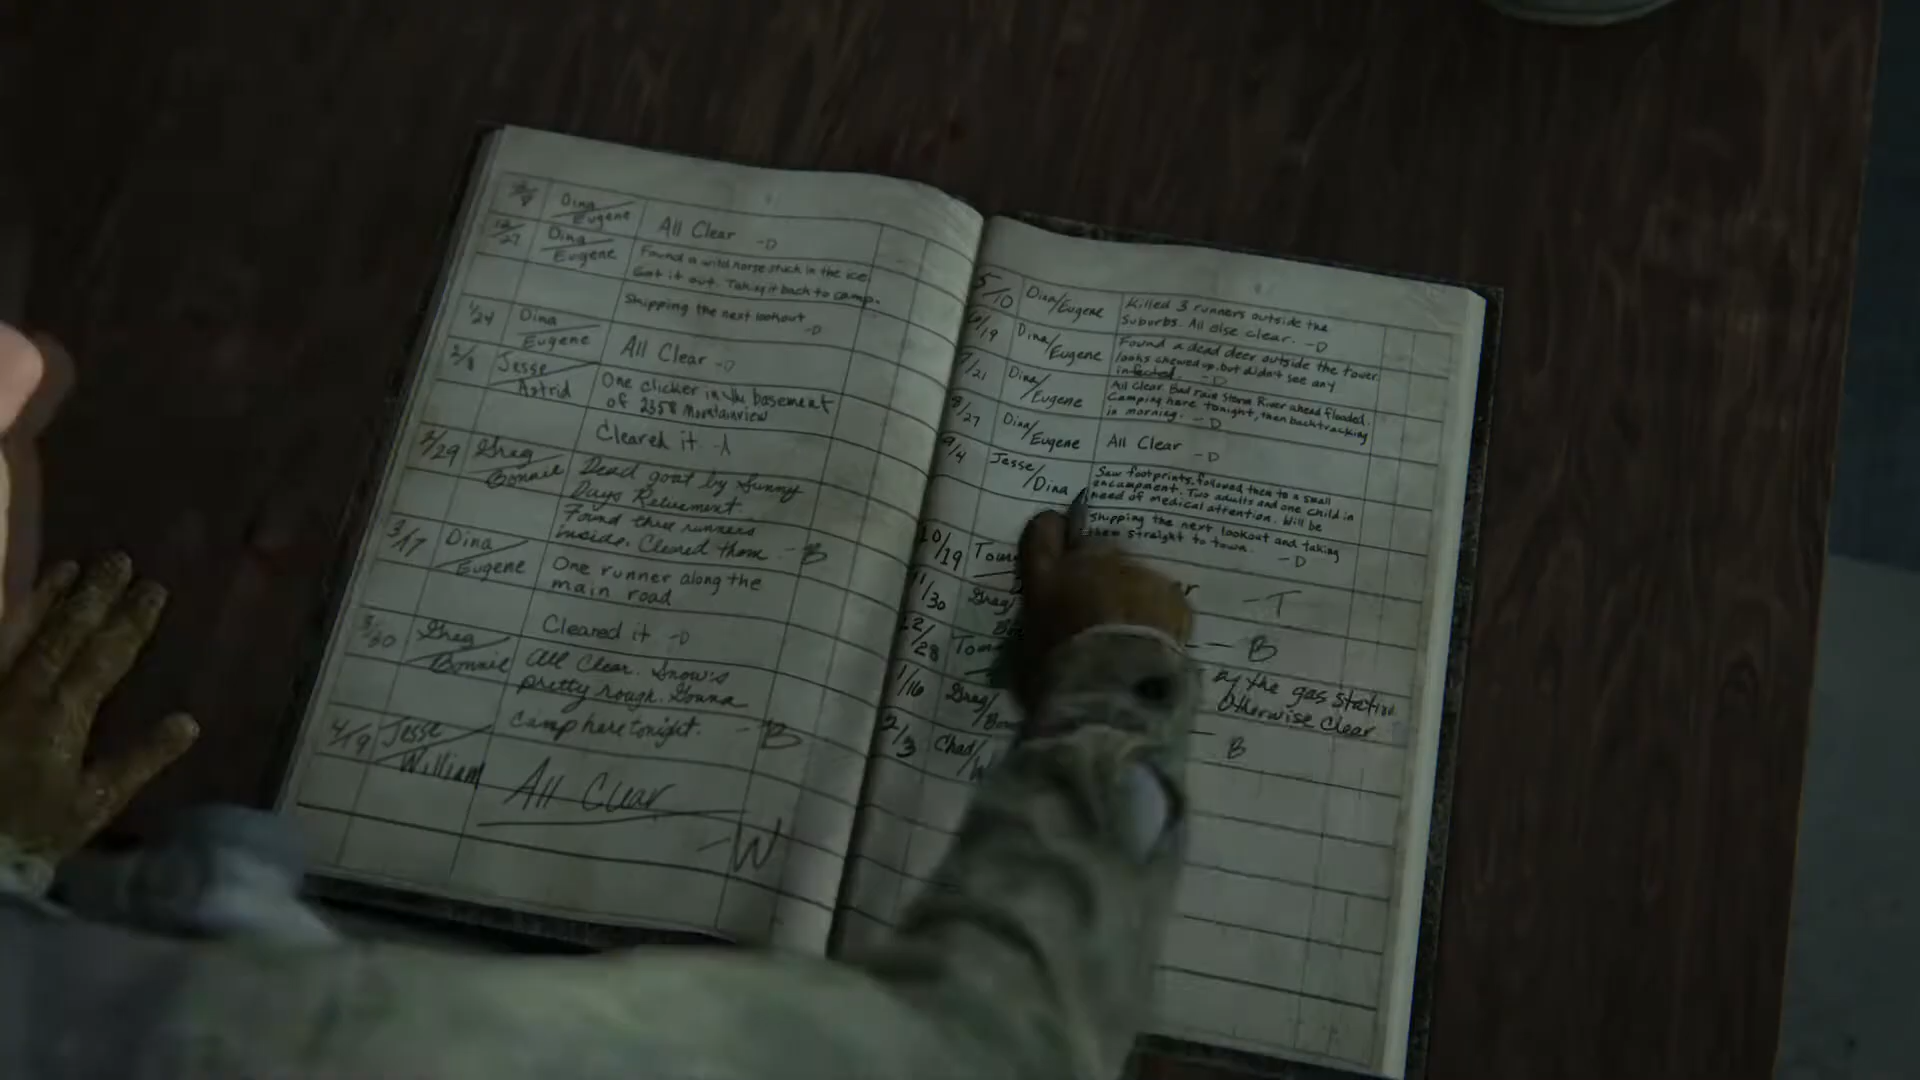 Dina
Eugene
All Clear -D
12/27
Dina
Eugene
Found a wild horse stuck in the ice.
Got it out. Taking it back to camp.
Skipping the next lookout
-D
1/24
Dina
Eugene
All Clear -D
2/8
Jesse
Astrid
One clicker in the basement
of 2358 Mountainview
Cleared it -A
2/29
Greg
Bonnie
Dead goat by Sunny
Days Retirement
Found three runners
inside. Cleared them. -B
3/17
Dina
Eugene
One runner along the
main road
Cleared it -D
3/30
Greg
Bonnie
All Clear. Snow's
pretty rough. Gonna
camp here tonight. -B
4/19
Jesse
William
All Clear
-W
5/10
Dina/Eugene
Killed 3 runners outside the
suburbs. All else clear. -D
6/19
Dina/Eugene
Found a dead deer outside the tower.
looks chewed up, but didn't see any
infected. -D
7/21
Dina/Eugene
All Clear. Bad rain storm. River ahead flooded.
Camping here tonight, then backtracking
in morning. -D
8/27
Dina/Eugene
All Clear -D
9/4
Jesse/Dina
Saw footprints, followed them to a small
encampment. Two adults and one child in
need of medical attention. Will be
skipping the next lookout and taking
them straight to town.
-D
10/19
-T
11/30
Greg/
- B
12/28
by the gas station
Otherwise Clear
1/16
Greg/
- B
2/3
Chad/W